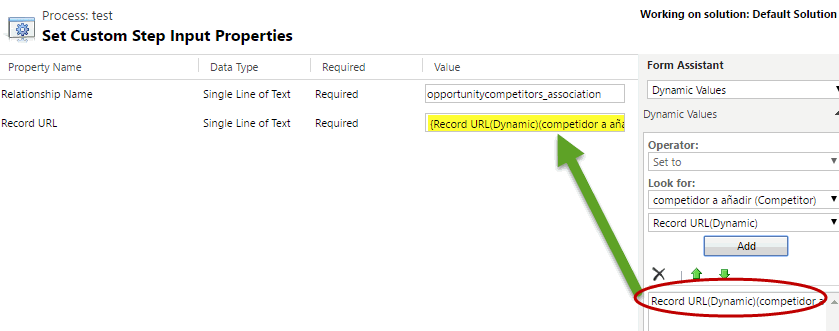 Process: test
Working on solution: Default Solution
Set Custom Step Input Properties
Property Name Data Type Required Value
Relationship Name Single Line of Text Required opportunitycompetitors_association
Record URL Single Line of Text Required {Record URL(Dynamic)(competidor a aña
Form Assistant
Dynamic Values
Dynamic Values
Operator:
Set to
Look for:
competidor a añadir (Competitor)
Record URL(Dynamic)
Add
Record URL(Dynamic)(competidor a